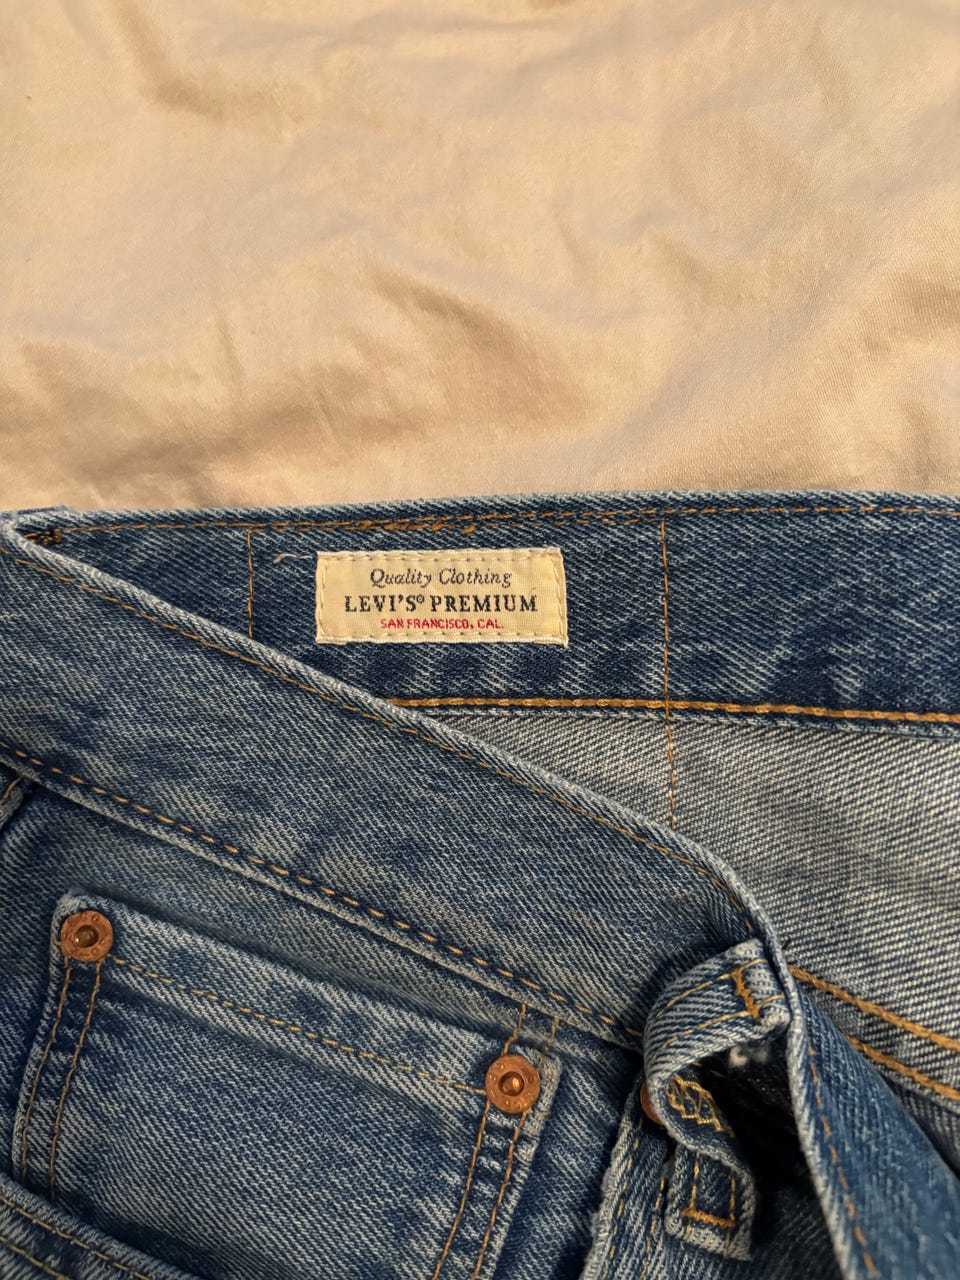 Quality Clothing
LEVI'S® PREMIUM
SAN FRANCISCO, CAL.